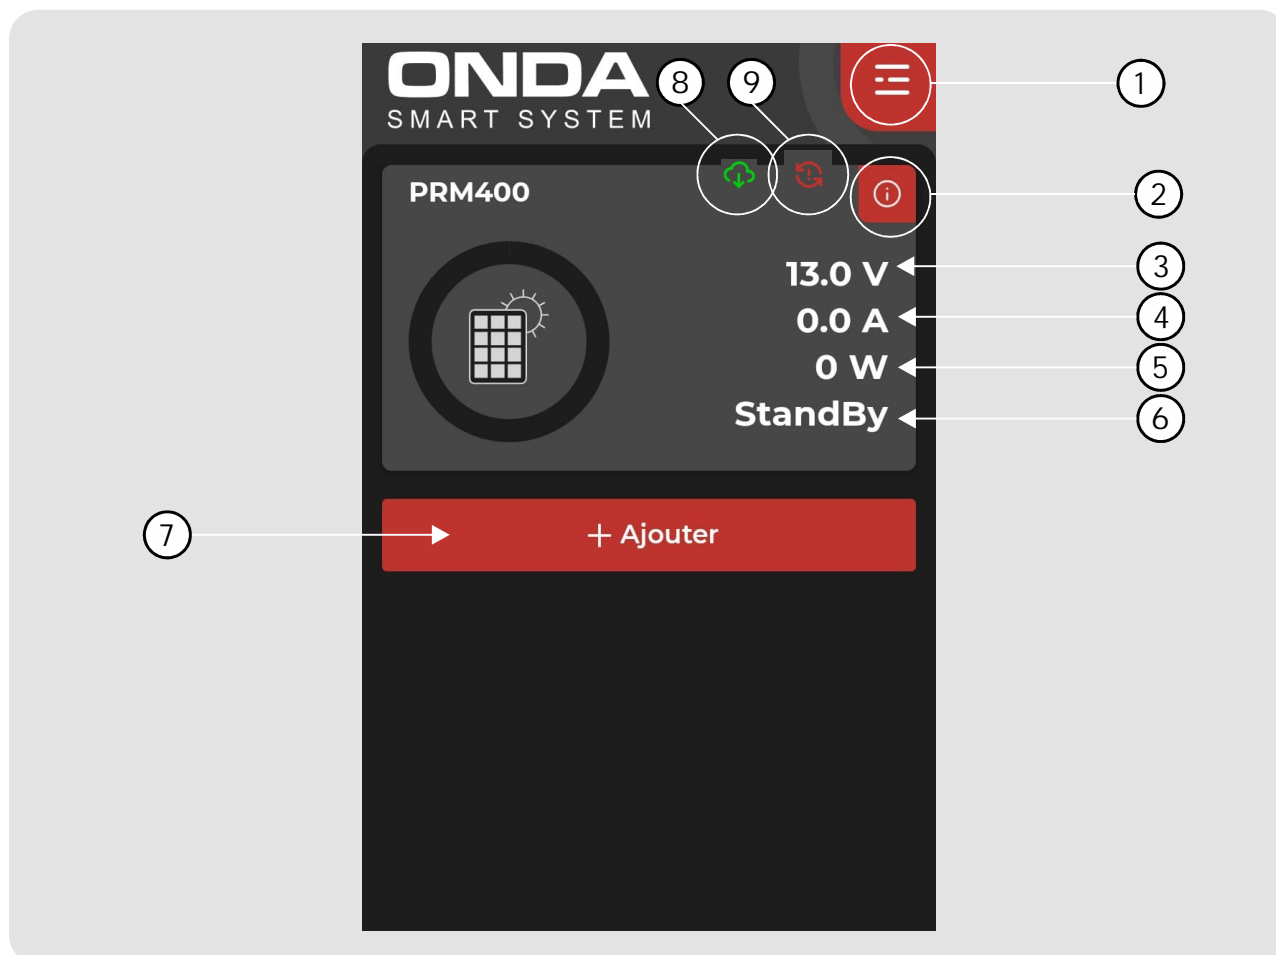 ONDA
SMART SYSTEM
8
9
1
PRM400
2
13.0 V
3
0.0 A
4
0 W
5
StandBy
6
7
+ Ajouter